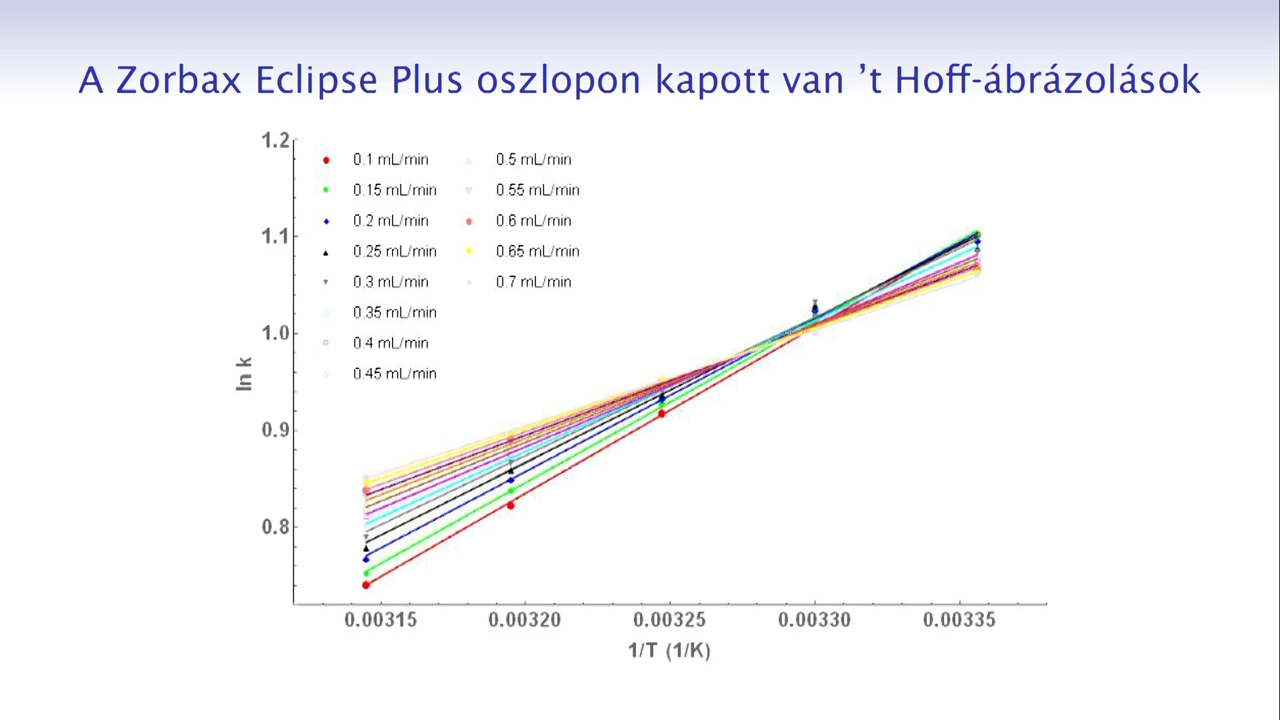 A Zorbax Eclipse Plus oszlopon kapott van ’t Hoff-ábrázolások
1.2
1.1
1.0
0.9
0.8
ln k
0.1 mL/min
0.15 mL/min
0.2 mL/min
0.25 mL/min
0.3 mL/min
0.35 mL/min
0.4 mL/min
0.45 mL/min
0.5 mL/min
0.55 mL/min
0.6 mL/min
0.65 mL/min
0.7 mL/min
0.00315 0.00320 0.00325 0.00330 0.00335
1/T (1/K)